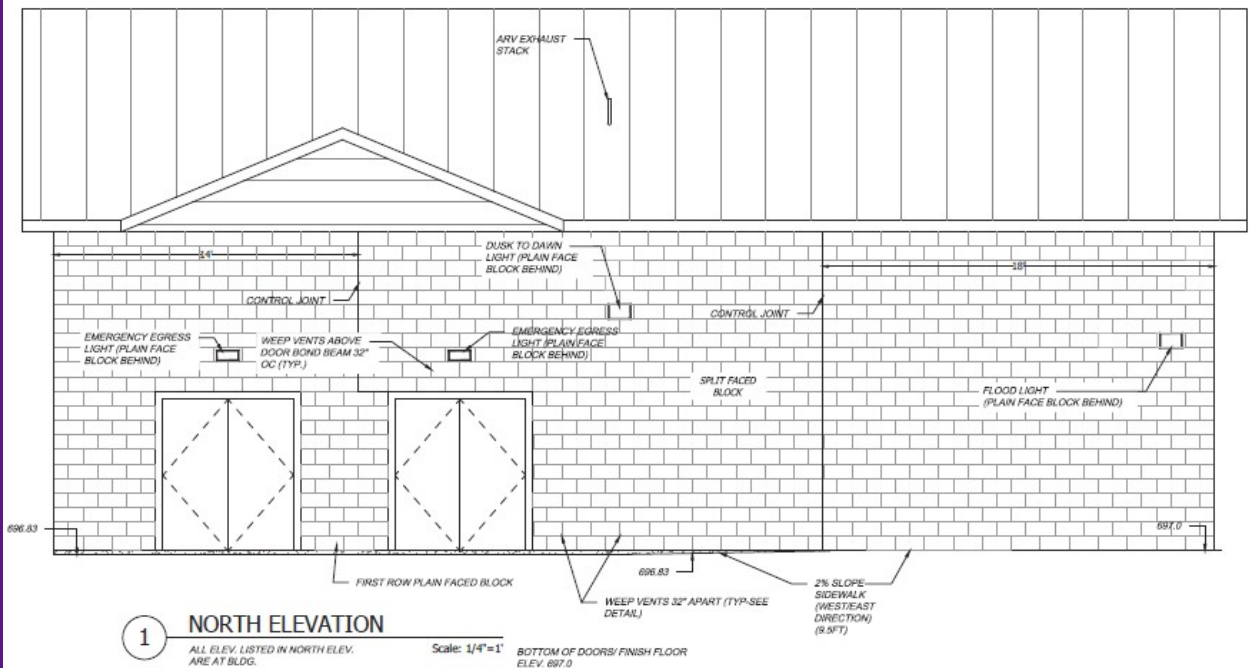 ARV EXHAUST
STACK
14'
DUSK TO DAWN
LIGHT (PLAIN FACE
BLOCK BEHIND)
18'
CONTROL JOINT
CONTROL JOINT
EMERGENCY EGRESS
LIGHT (PLAIN FACE
BLOCK BEHIND)
WEEP VENTS ABOVE
DOOR BOND BEAM 32"
OC (TYP.)
EMERGENCY EGRESS
LIGHT (PLAIN FACE
BLOCK BEHIND)
SPLIT FACED
BLOCK
FLOOD LIGHT
(PLAIN FACE BLOCK BEHIND)
696.83
697.0
696.83
FIRST ROW PLAIN FACED BLOCK
WEEP VENTS 32" APART (TYP-SEE
DETAIL)
2% SLOPE
SIDEWALK
(WEST/EAST
DIRECTION)
(9.5FT)
1
NORTH ELEVATION
ALL ELEV. LISTED IN NORTH ELEV.
ARE AT BLDG.
Scale: 1/4"=1'
BOTTOM OF DOORS/ FINISH FLOOR
ELEV. 697.0